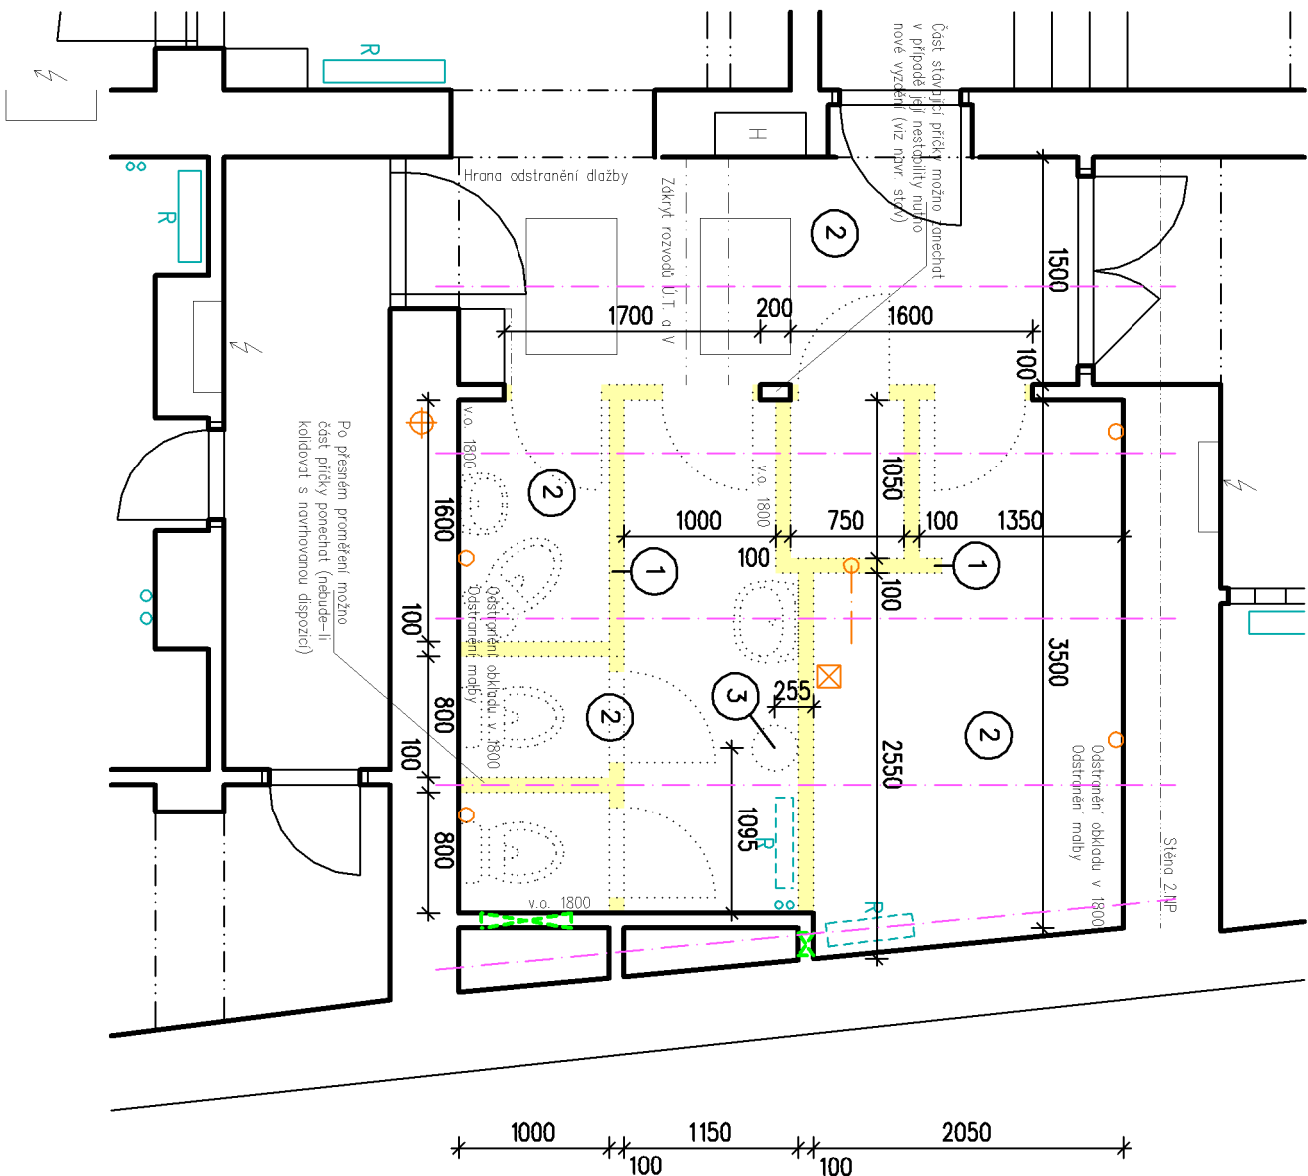 R
Část stávající příčky možno zanechat
v případě její nestability nutno
nové vyzdění (viz navr. stav)
H
Hrana odstranění dlažby
Zákryt rozvodů Ú.T. a V
R
2
1500
1700
200
1600
100
v.o. 1800
Po přesném proměření možno
část příčky ponechat (nebude-li
kolidovat s navrhovanou dispozicí)
1600
2
v.o. 1800
1050
1000
750
100
1350
100
1
1
100
100
Odstranění obkladu v. 1800
Odstranění malby
3500
255
3
2
2
800
100
2550
Odstranění obkladu v 1800
Odstranění malby
1095
R
800
Stěna 2.NP
v.o. 1800
R
1000
1150
2050
100
100